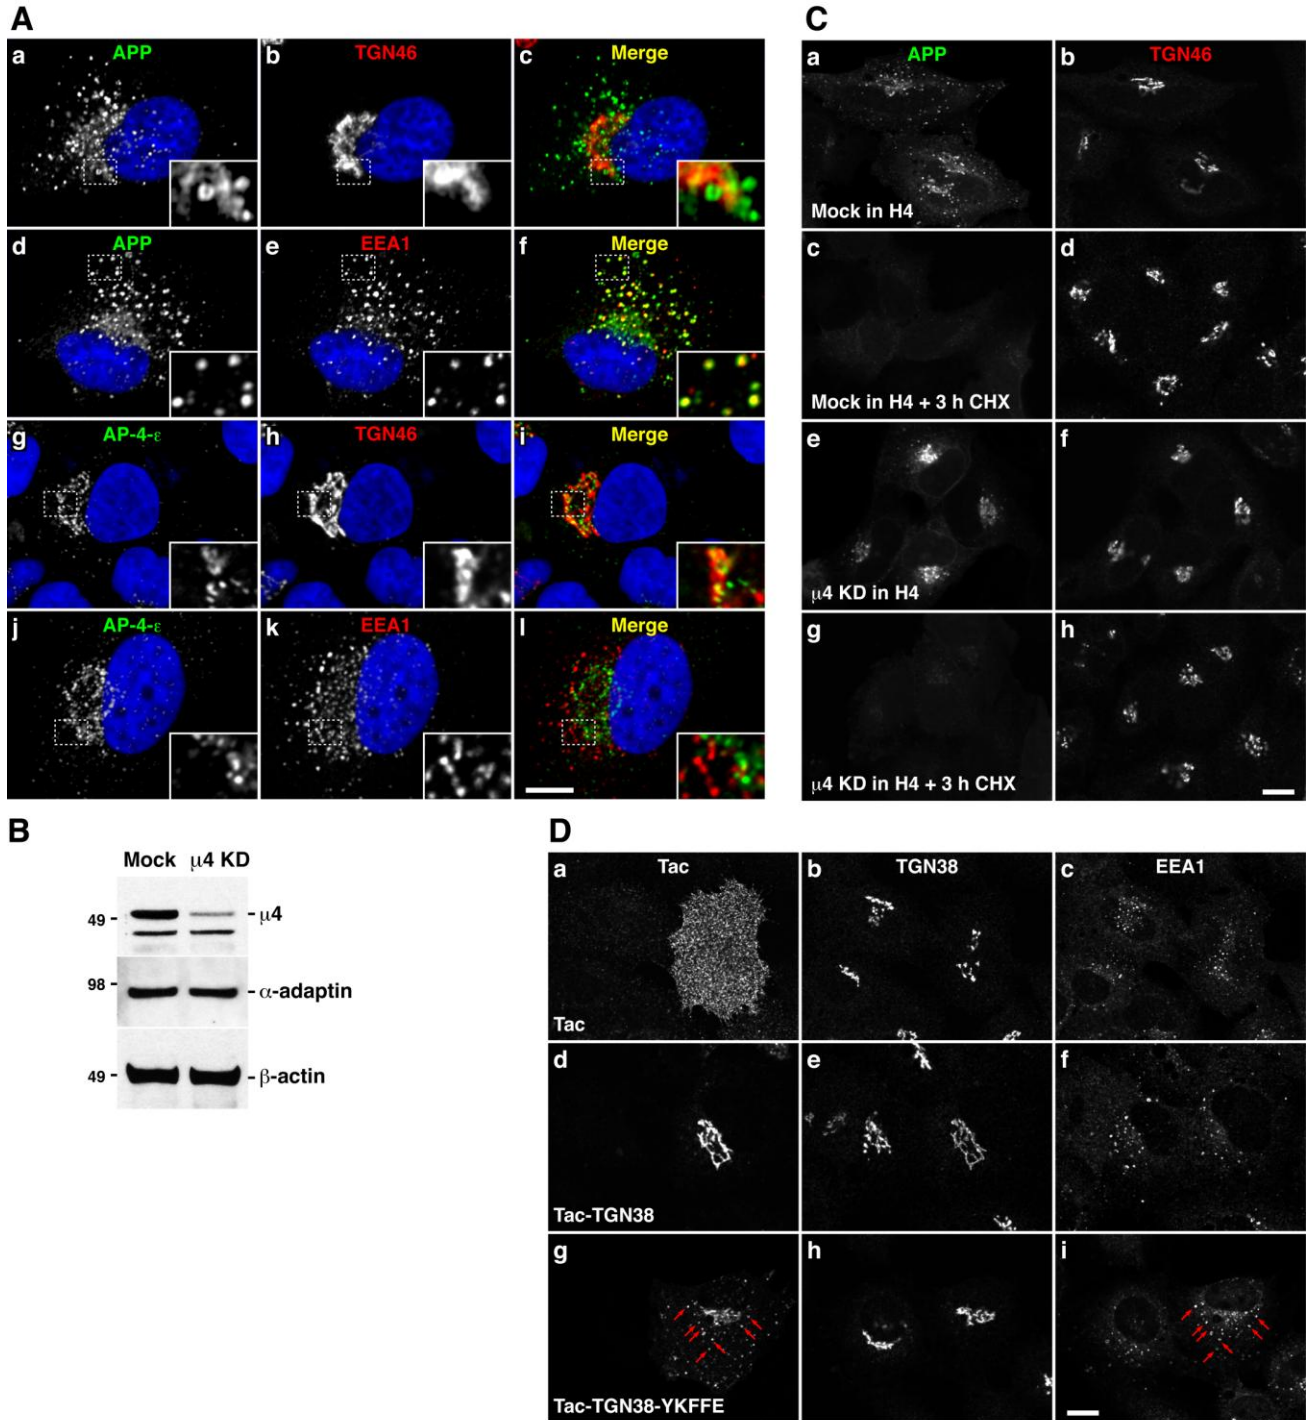 A
a APP
b TGN46
c Merge
d APP
e EEA1
f Merge
g AP-4-ε
h TGN46
i Merge
j AP-4-ε
k EEA1
l Merge
B
Mock μ4 KD
49 - - μ4
98 - - α-adaptin
49 - - β-actin
C
a APP
Mock in H4
b TGN46
c
Mock in H4 + 3 h CHX
d
e
μ4 KD in H4
f
g
μ4 KD in H4 + 3 h CHX
h
D
a Tac
Tac
b TGN38
c EEA1
d
Tac-TGN38
e
f
g
Tac-TGN38-YKFFE
h
i